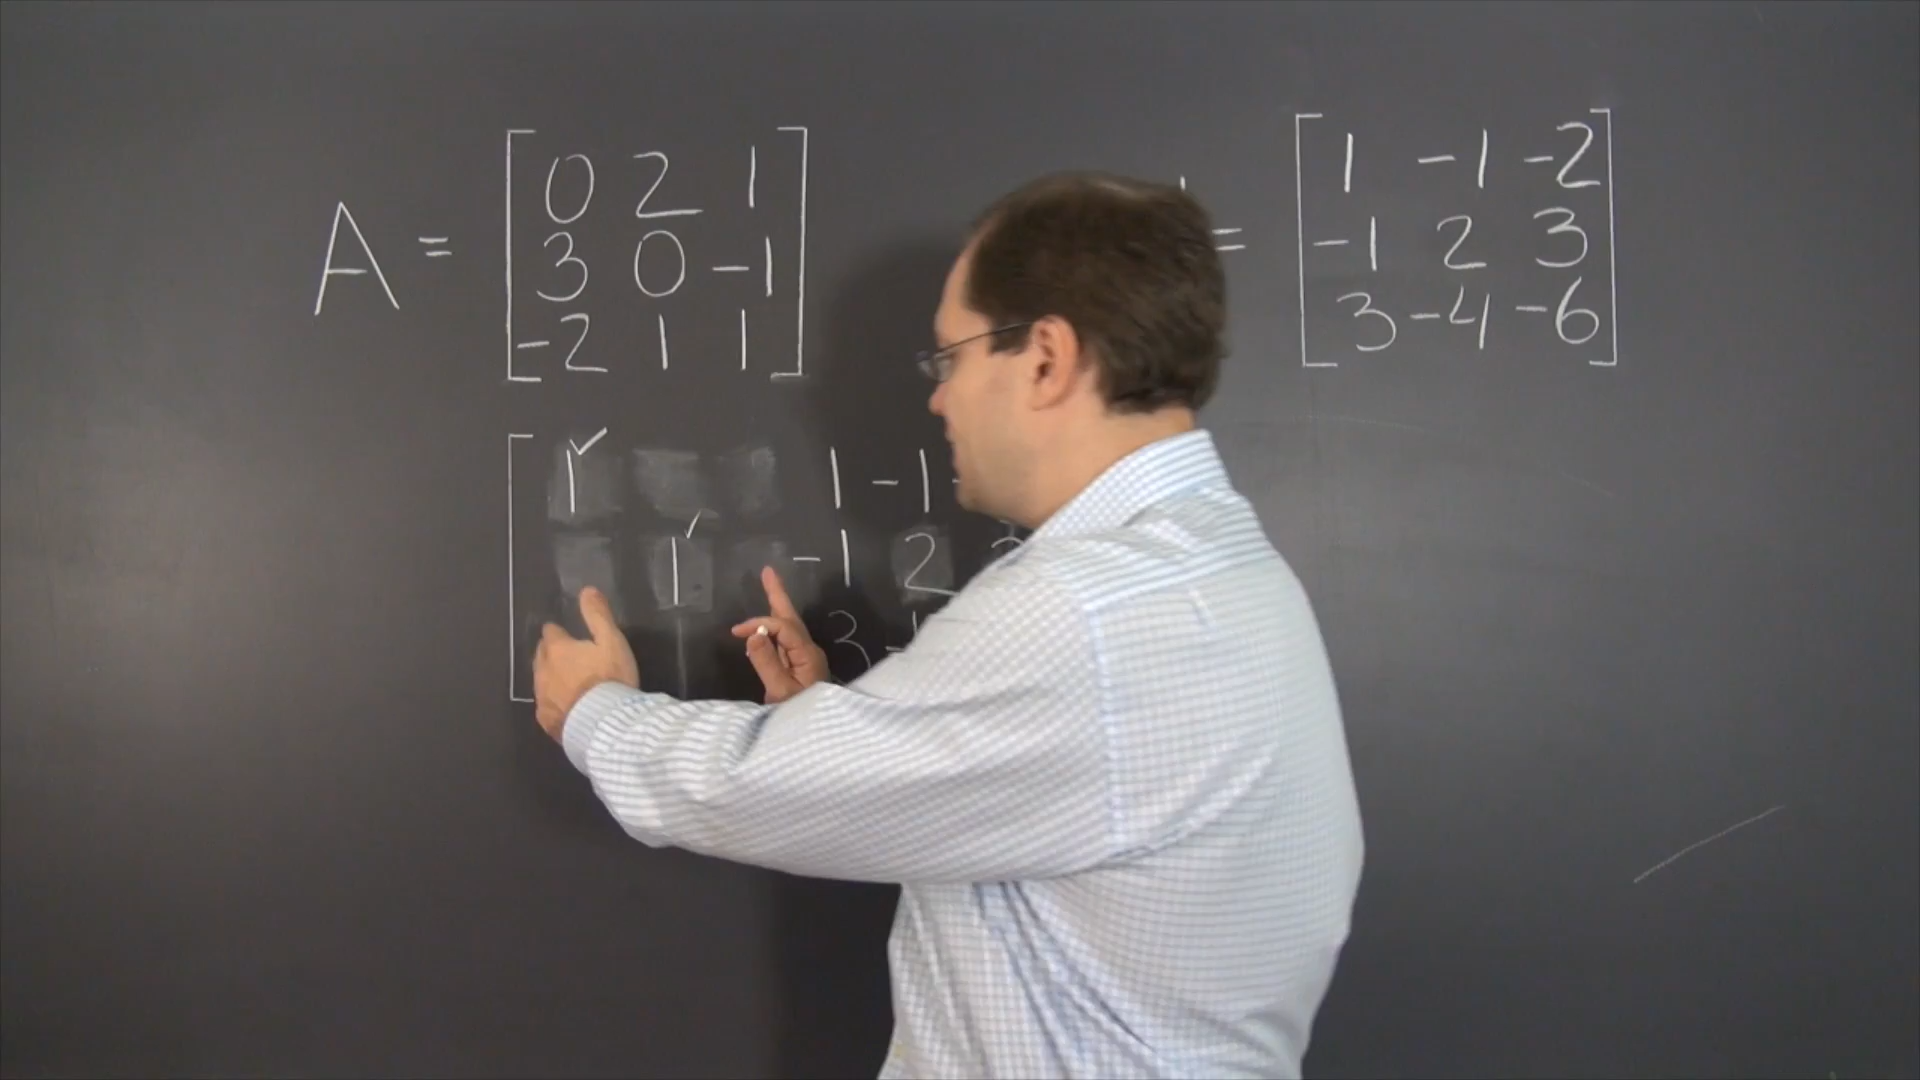 A = [0 2 1
3 0 -1
-2 1 1]
= [1 -1 -2
-1 2 3
3 -4 -6]
[1✓ 1 -1
1✓ -1 2
3 -